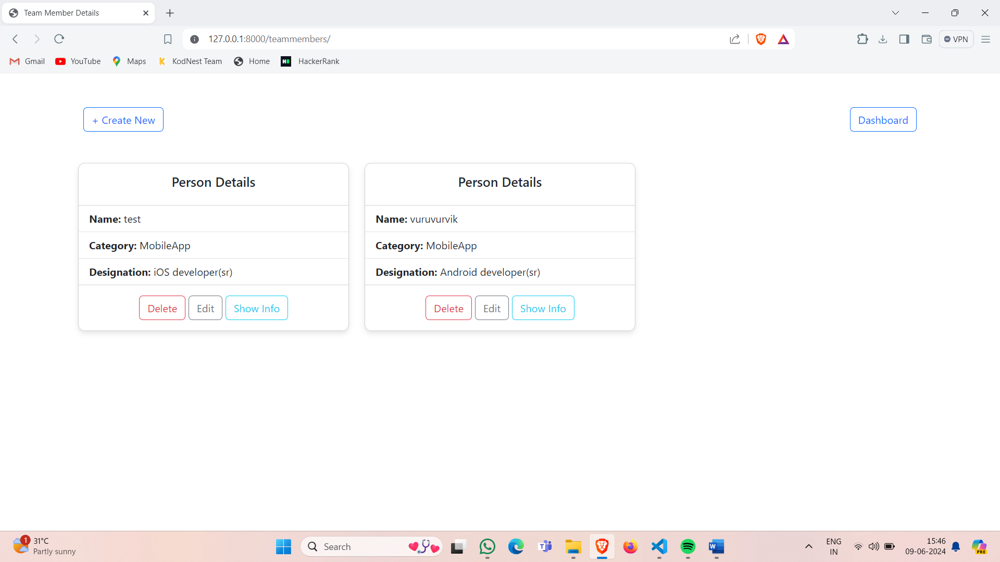 Team Member Details
127.0.0.1:8000/teammembers/
VPN
Gmail YouTube Maps KodNest Team Home HackerRank
+ Create New
Dashboard
Person Details
Name: test
Category: MobileApp
Designation: iOS developer(sr)
Delete Edit Show Info
Person Details
Name: vuruvurvik
Category: MobileApp
Designation: Android developer(sr)
Delete Edit Show Info
1
31°C
Partly sunny
Search
ENG
IN
15:46
09-06-2024
PRE